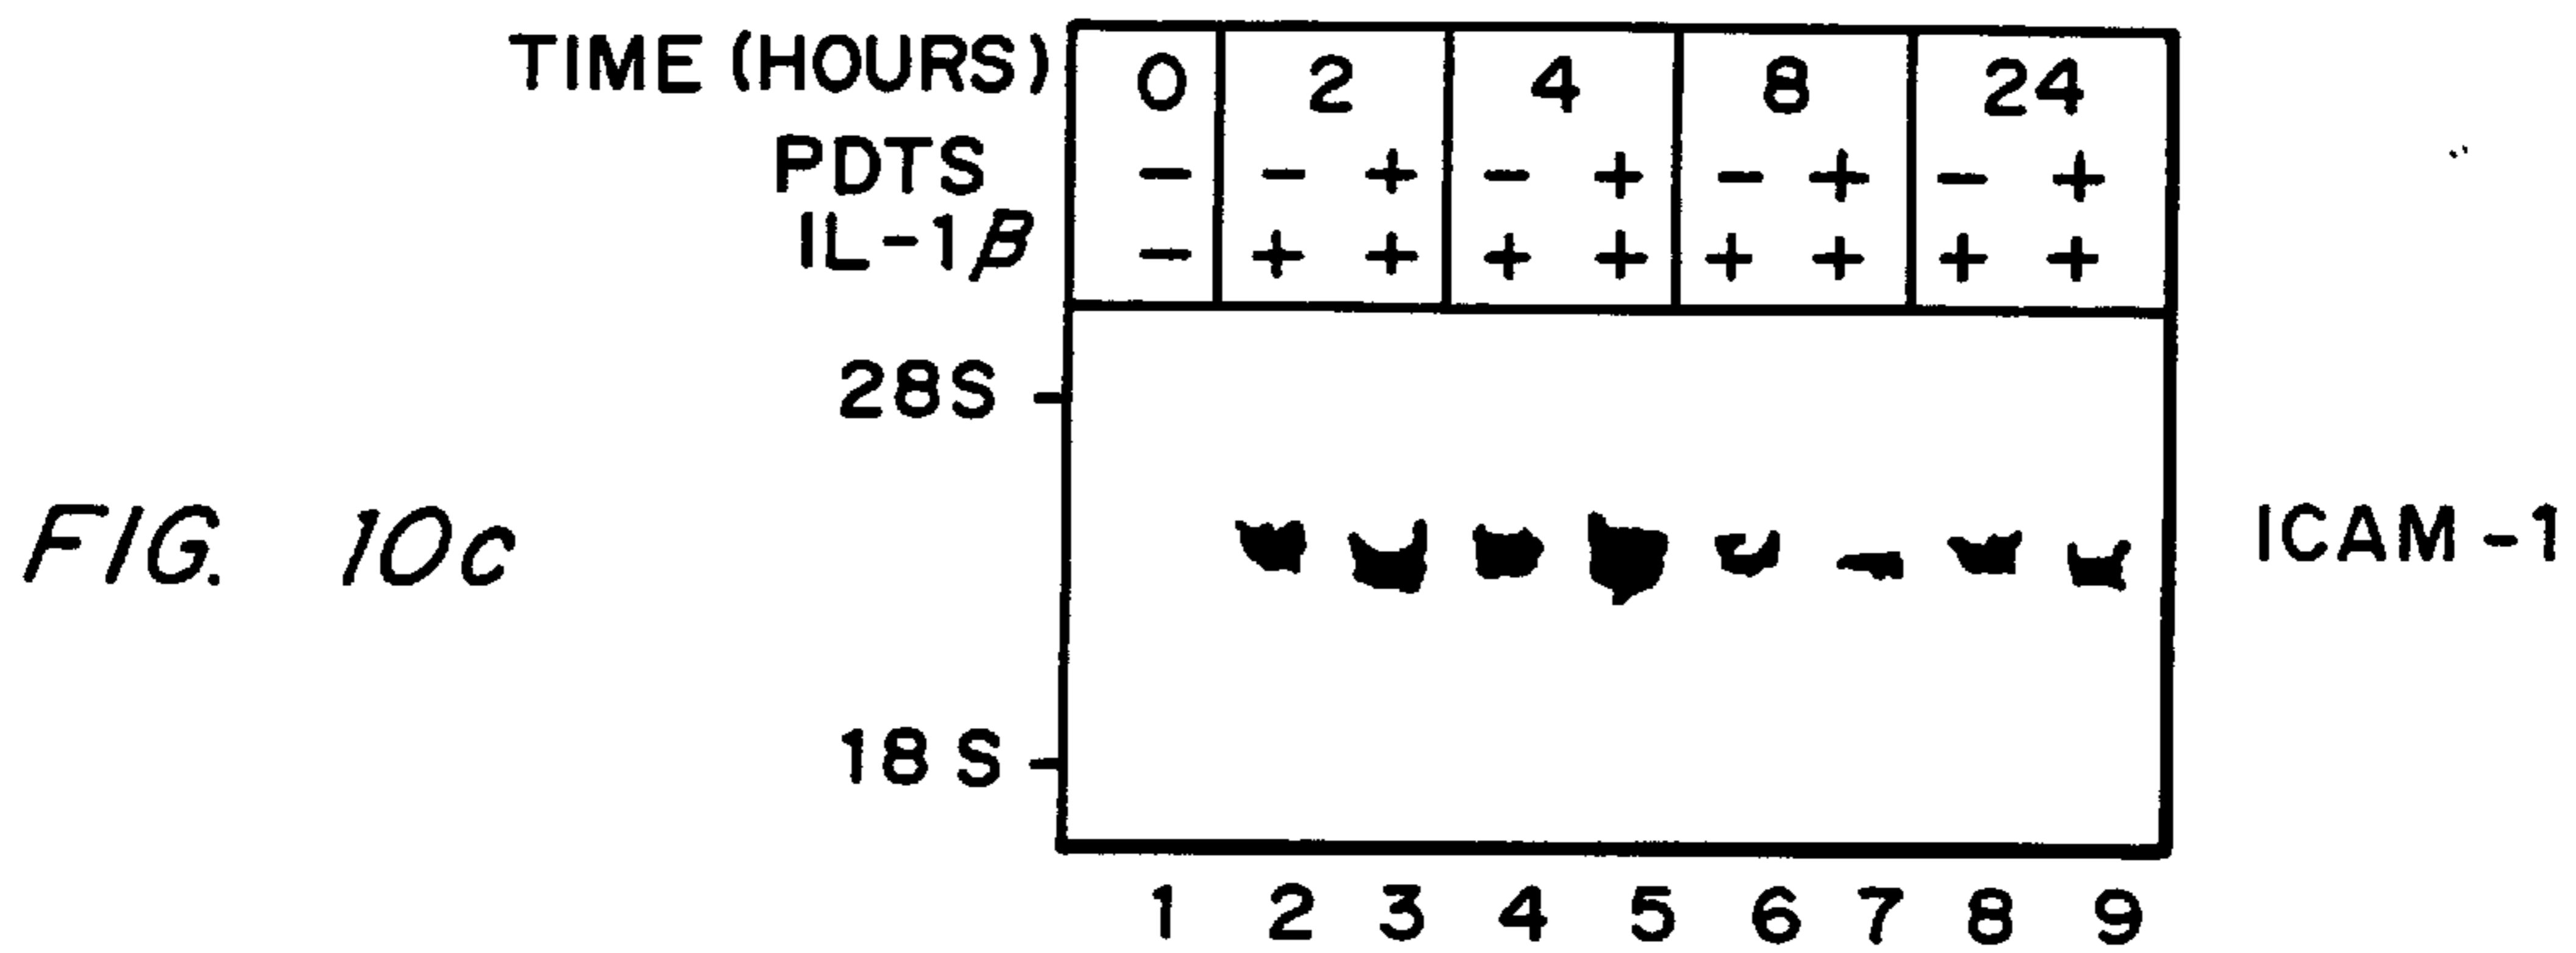 TIME (HOURS) 0 2 4 8 24
PDTS - - + - + - + - +
IL-1β - + + + + + + + +
28S
FIG. 10c
ICAM-1
18S
1 2 3 4 5 6 7 8 9